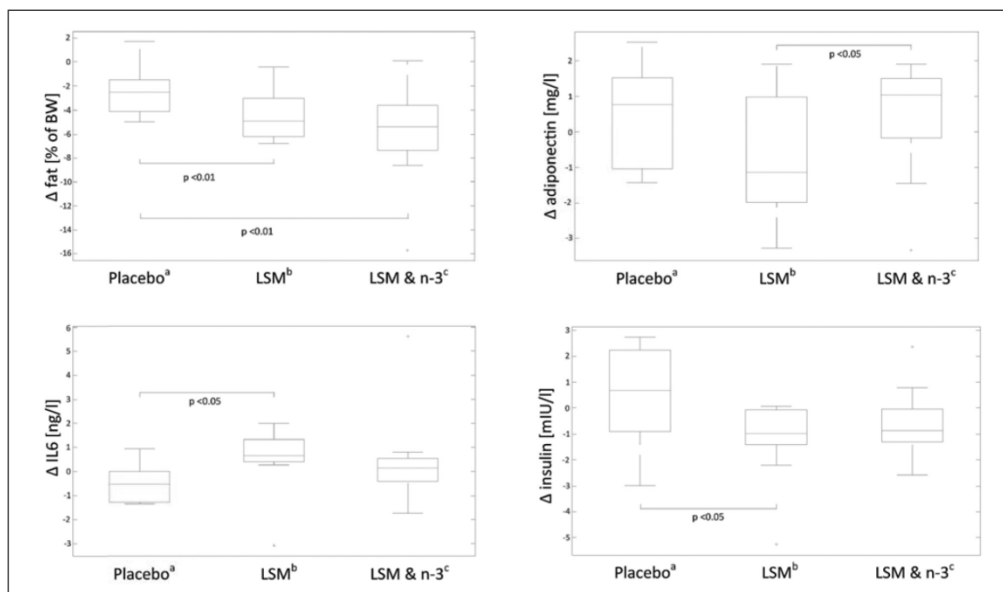 Δ fat [% of BW]
2
0
-2
-4
-6
-8
-10
-12
-14
-16
p <0.01
p <0.01
Placeboᵃ LSMᵇ LSM & n-3ᶜ
Δ adiponectin [mg/l]
2
1
0
-1
-2
-3
p <0.05
Placeboᵃ LSMᵇ LSM & n-3ᶜ
Δ IL6 [ng/l]
6
5
4
3
2
1
0
-1
-2
-3
p <0.05
Placeboᵃ LSMᵇ LSM & n-3ᶜ
Δ insulin [mIU/l]
3
2
1
0
-1
-2
-3
-4
-5
p <0.05
Placeboᵃ LSMᵇ LSM & n-3ᶜ